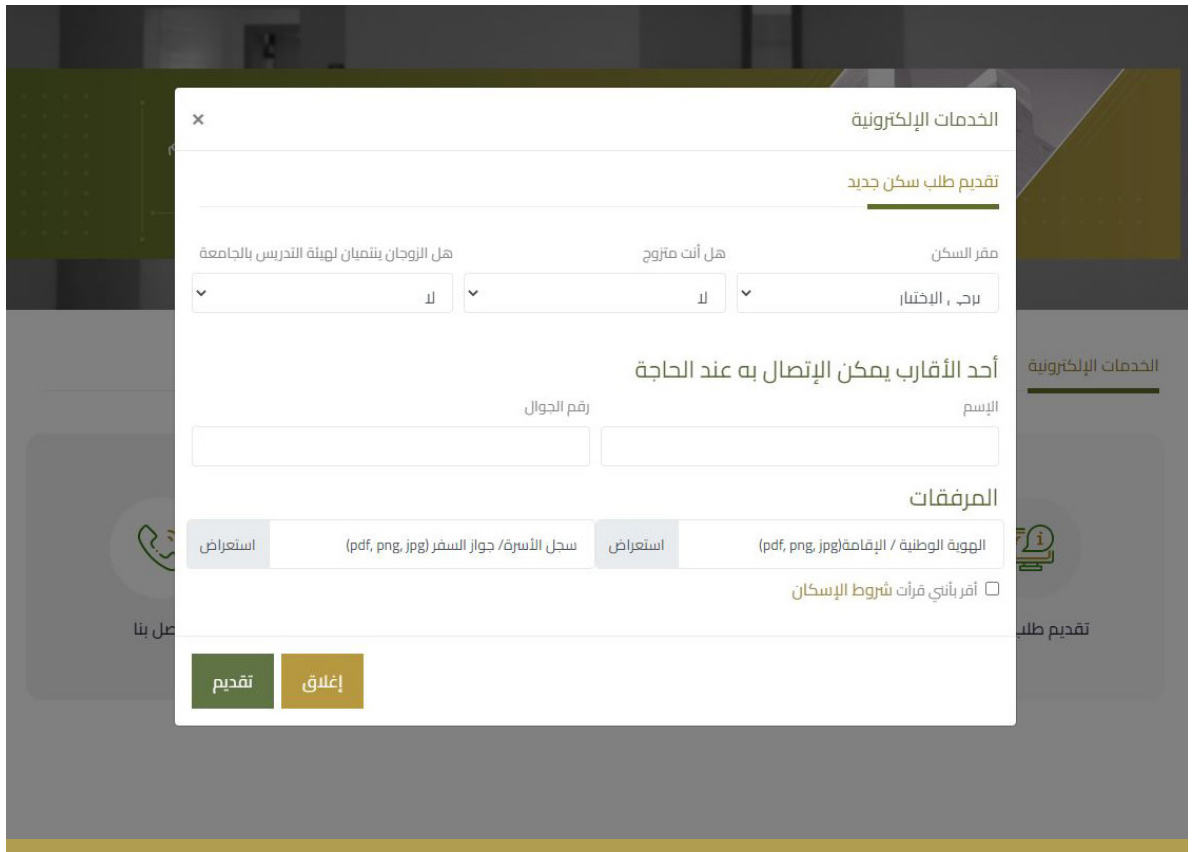 الخدمات الإلكترونية ×
تقديم طلب سكن جديد
مقر السكن هل أنت متزوج هل الزوجان ينتميان لهيئة التدريس بالجامعة
يرجى الإختيار لا لا
أحد الأقارب يمكن الإتصال به عند الحاجة
الإسم رقم الجوال
المرفقات
الهوية الوطنية / الإقامة(pdf, png, jpg) استعراض سجل الأسرة/ جواز السفر (pdf, png, jpg) استعراض
أقر بأنني قرأت شروط الإسكان
إغلاق تقديم
الخدمات الإلكترونية
تقديم طلب
صل بنا